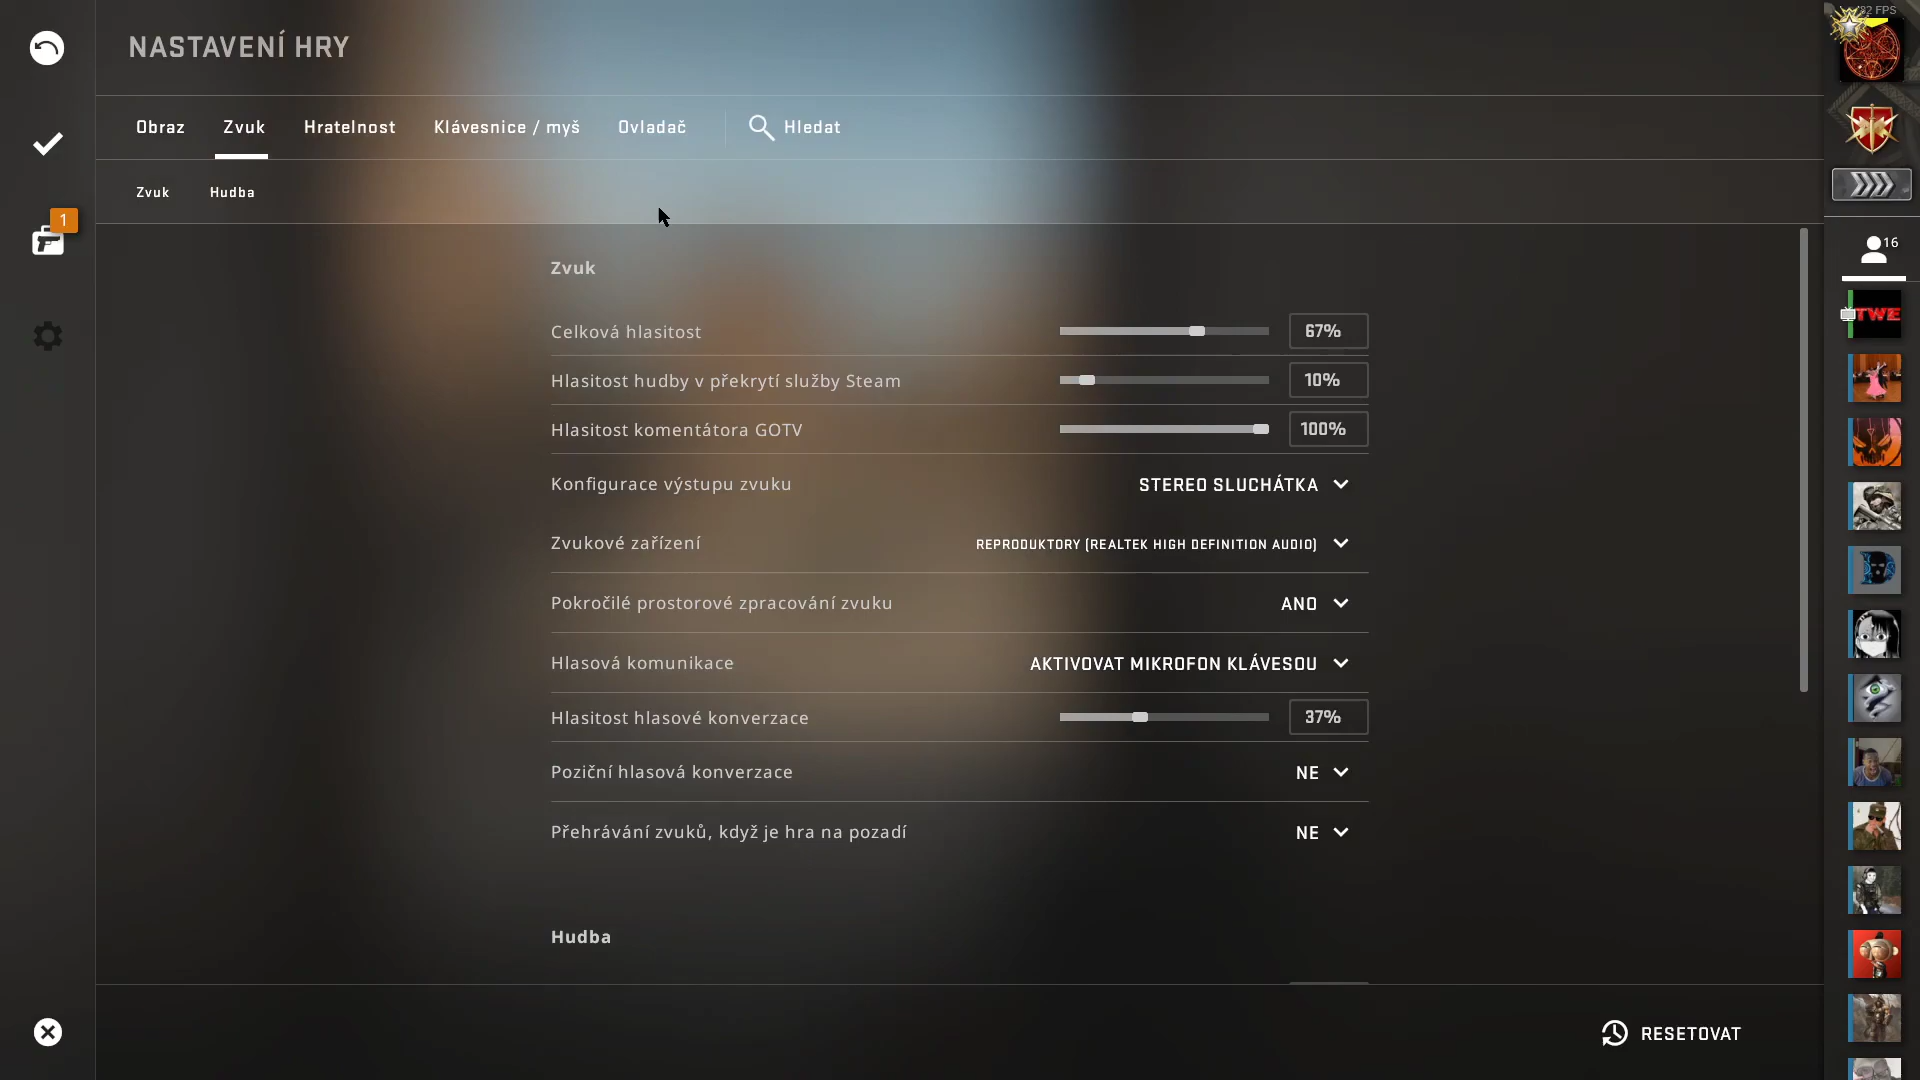 82 FPS
NASTAVENÍ HRY
Obraz Zvuk Hratelnost Klávesnice / myš Ovladač Hledat
Zvuk Hudba
1
16
TWE
Zvuk
Celková hlasitost 67%
Hlasitost hudby v překrytí služby Steam 10%
Hlasitost komentátora GOTV 100%
Konfigurace výstupu zvuku STEREO SLUCHÁTKA
Zvukové zařízení REPRODUKTORY (REALTEK HIGH DEFINITION AUDIO)
Pokročilé prostorové zpracování zvuku ANO
Hlasová komunikace AKTIVOVAT MIKROFON KLÁVESOU
Hlasitost hlasové konverzace 37%
Poziční hlasová konverzace NE
Přehrávání zvuků, když je hra na pozadí NE
Hudba
RESETOVAT